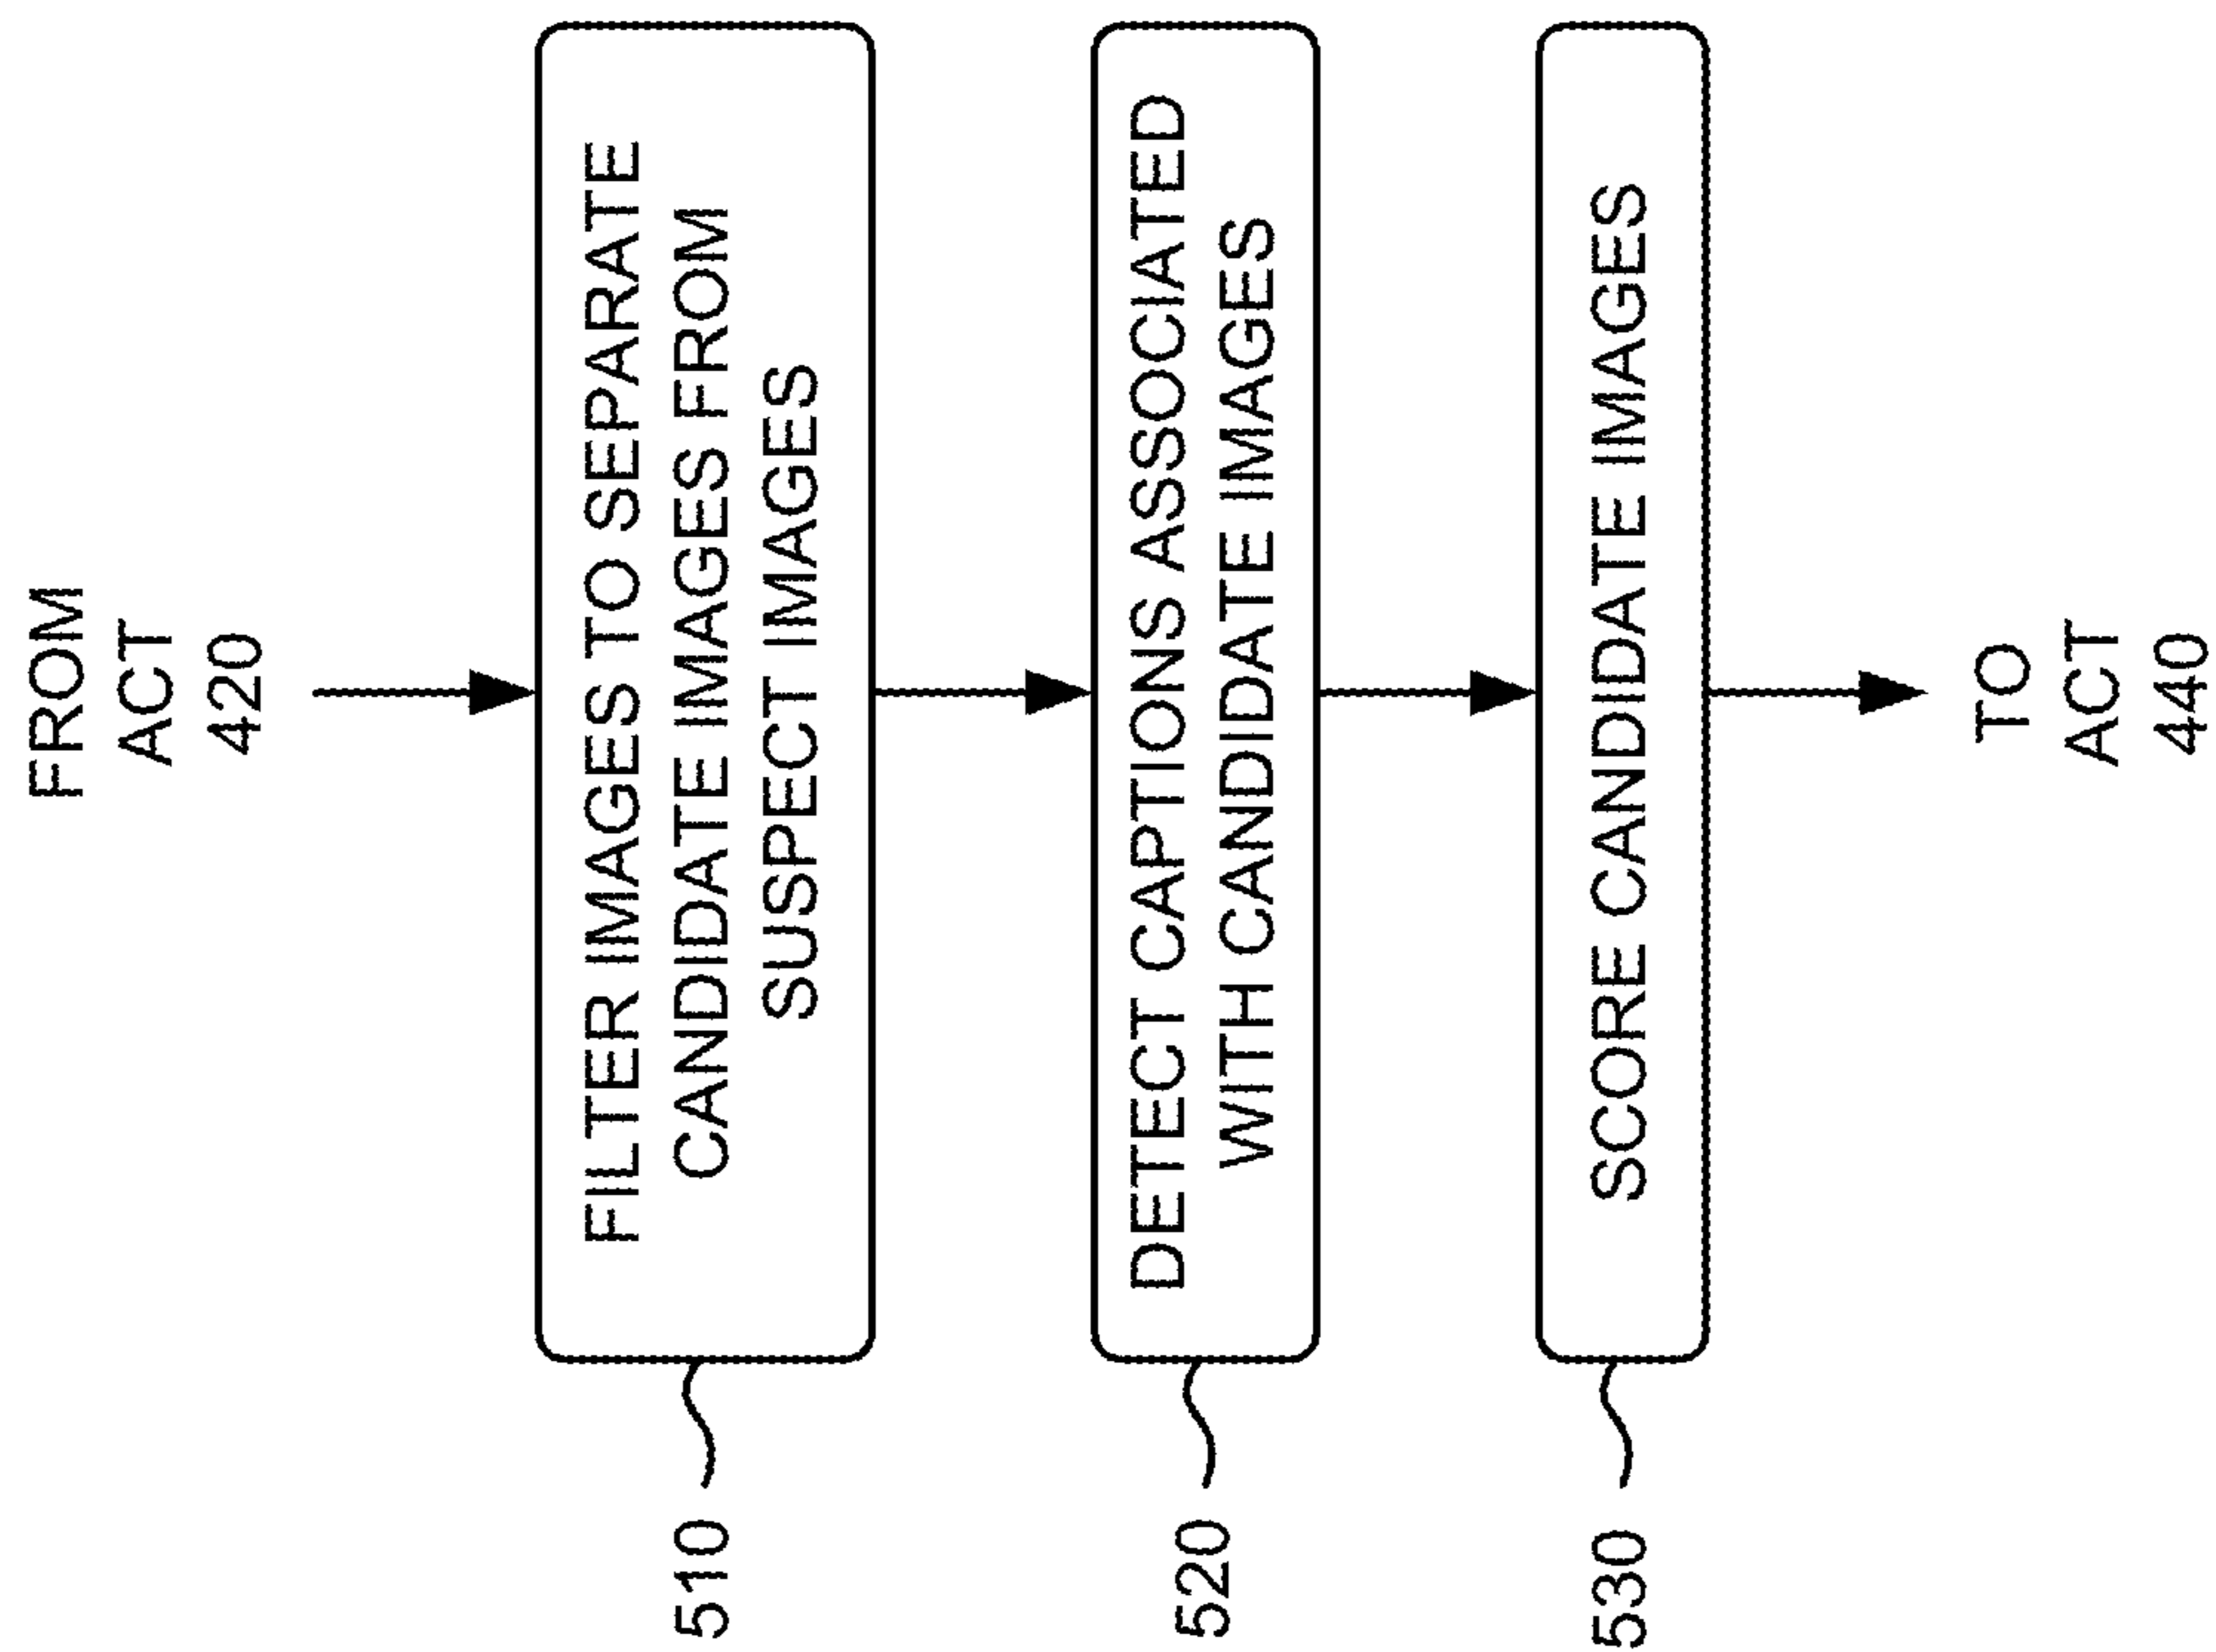 FROM
ACT
420
510
FILTER IMAGES TO SEPARATE
CANDIDATE IMAGES FROM
SUSPECT IMAGES
520
DETECT CAPTIONS ASSOCIATED
WITH CANDIDATE IMAGES
530
SCORE CANDIDATE IMAGES
TO
ACT
440